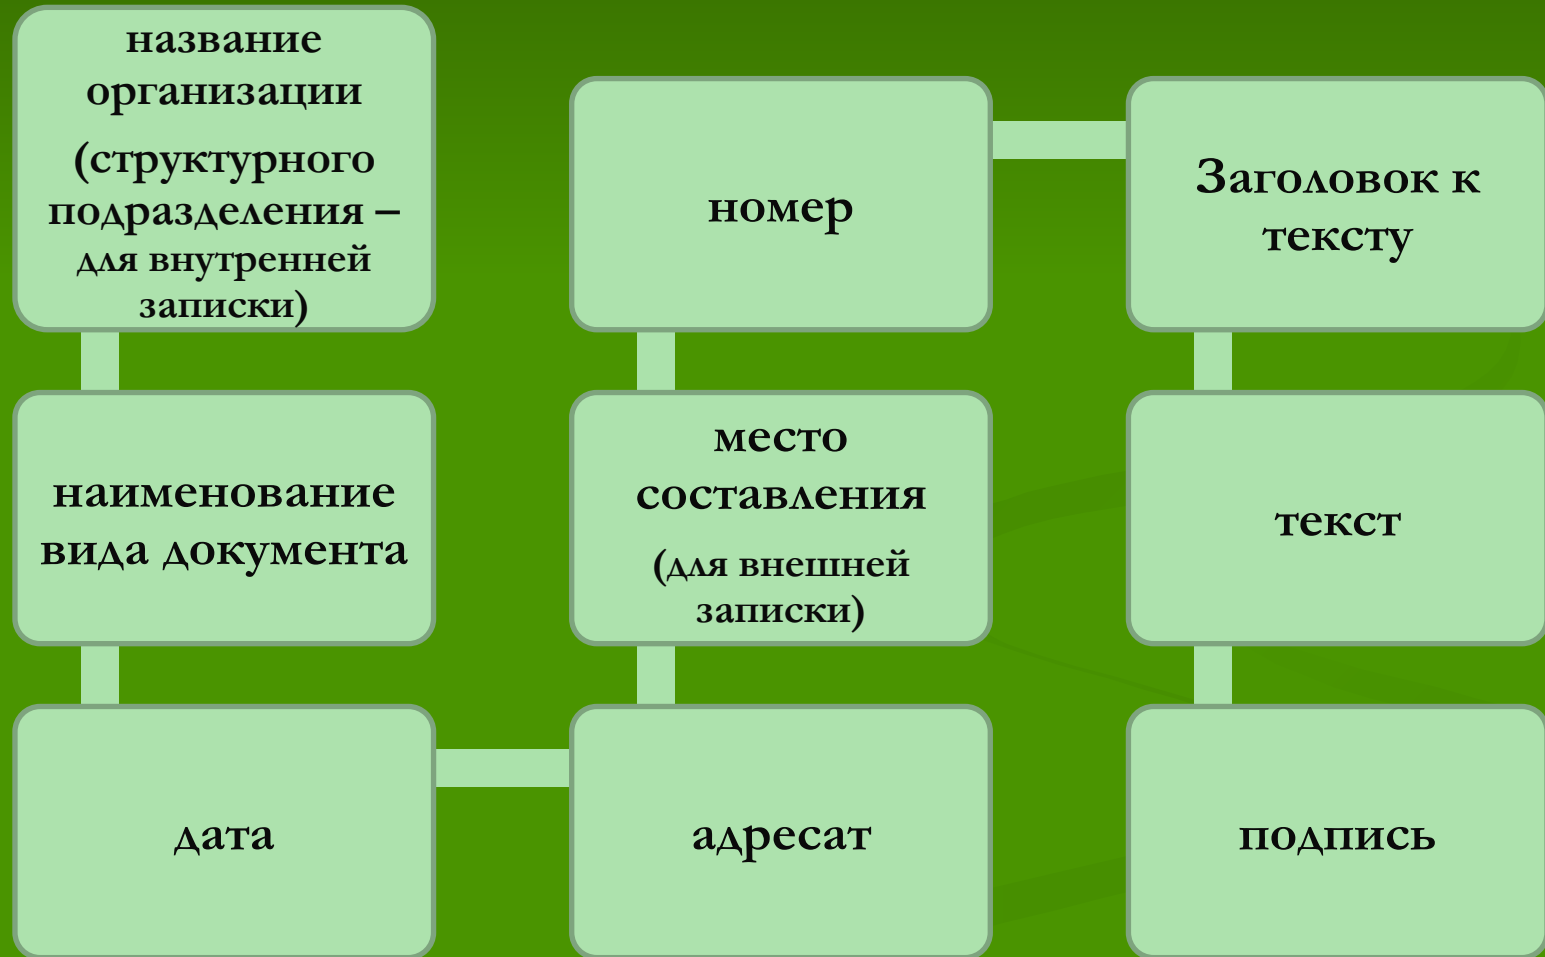 название
организации
(структурного
подразделения –
для внутренней
записки)
наименование
вида документа
дата
адресат
место
составления
(для внешней
записки)
номер
Заголовок к
тексту
текст
подпись